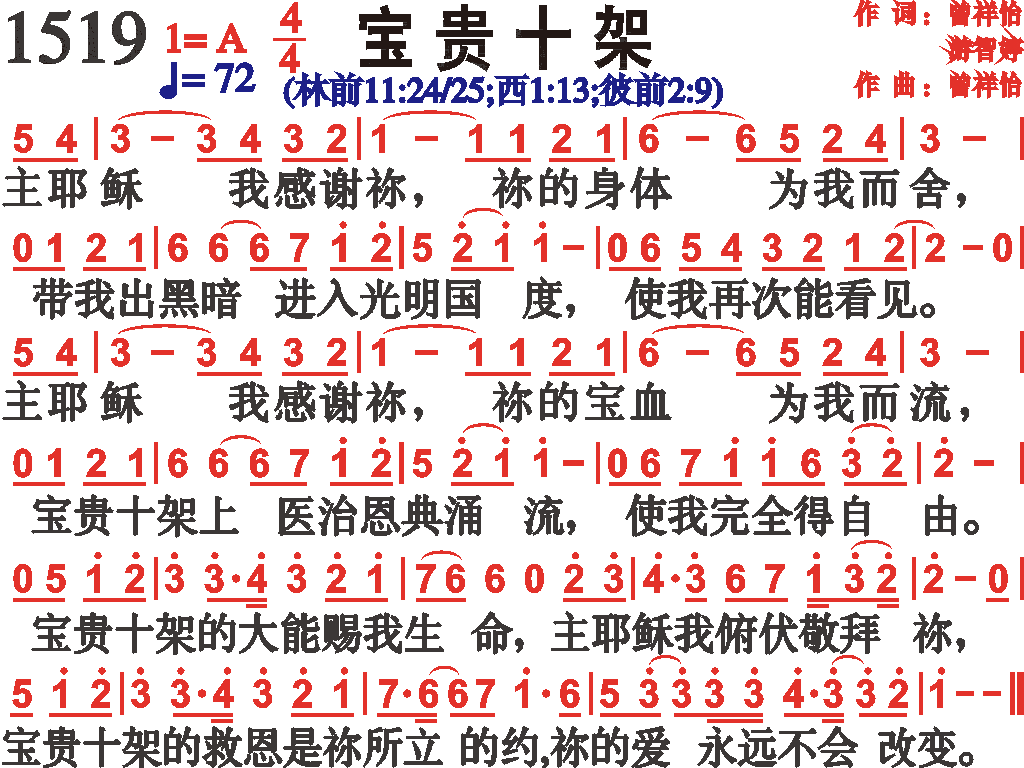 1519 1=A 4/4 宝贵十架 作 词：曾祥怡
游智婷
♩=72 (林前11:24/25;西1:13;彼前2:9) 作 曲：曾祥怡
5 4 | 3 - 3 4 3 2 | 1 - 1 1 2 1 | 6 - 6 5 2 4 | 3 - |
主耶稣 我感谢祢， 祢的身体 为我而舍，
0 1 2 1 | 6 6 6 7 1̇ 2̇ | 5 2̇ 1̇ 1̇ - | 0 6 5 4 3 2 1 2 | 2 - 0 |
带我出黑暗 进入光明国 度， 使我再次能看见。
5 4 | 3 - 3 4 3 2 | 1 - 1 1 2 1 | 6 - 6 5 2 4 | 3 - |
主耶稣 我感谢祢， 祢的宝血 为我而流，
0 1 2 1 | 6 6 6 7 1̇ 2̇ | 5 2̇ 1̇ 1̇ - | 0 6 7 1̇ 1̇ 6 3̇ 2̇ | 2̇ - |
宝贵十架上 医治恩典涌 流， 使我完全得自 由。
0 5 1̇ 2̇ | 3̇ 3̇·4̇ 3̇ 2̇ 1̇ | 7 6 6 0 2̇ 3̇ | 4̇·3̇ 6 7 1̇ 3̇ 2̇ | 2̇ - 0 |
宝贵十架的大能赐我生 命，主耶稣我俯伏敬拜 祢，
5 1̇ 2̇ | 3̇ 3̇·4̇ 3̇ 2̇ 1̇ | 7·6 6 7 1̇·6 | 5 3̇ 3̇ 3̇ 3̇ 4̇·3̇ 3̇ 2̇ | 1̇ - - ‖
宝贵十架的救恩是祢所立 的约,祢的爱 永远不会 改变。